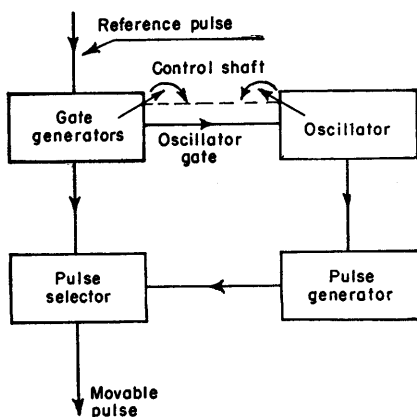 Reference pulse
Control shaft
Gate
generators
Oscillator
gate
Oscillator
Pulse
selector
Pulse
generator
Movable
pulse